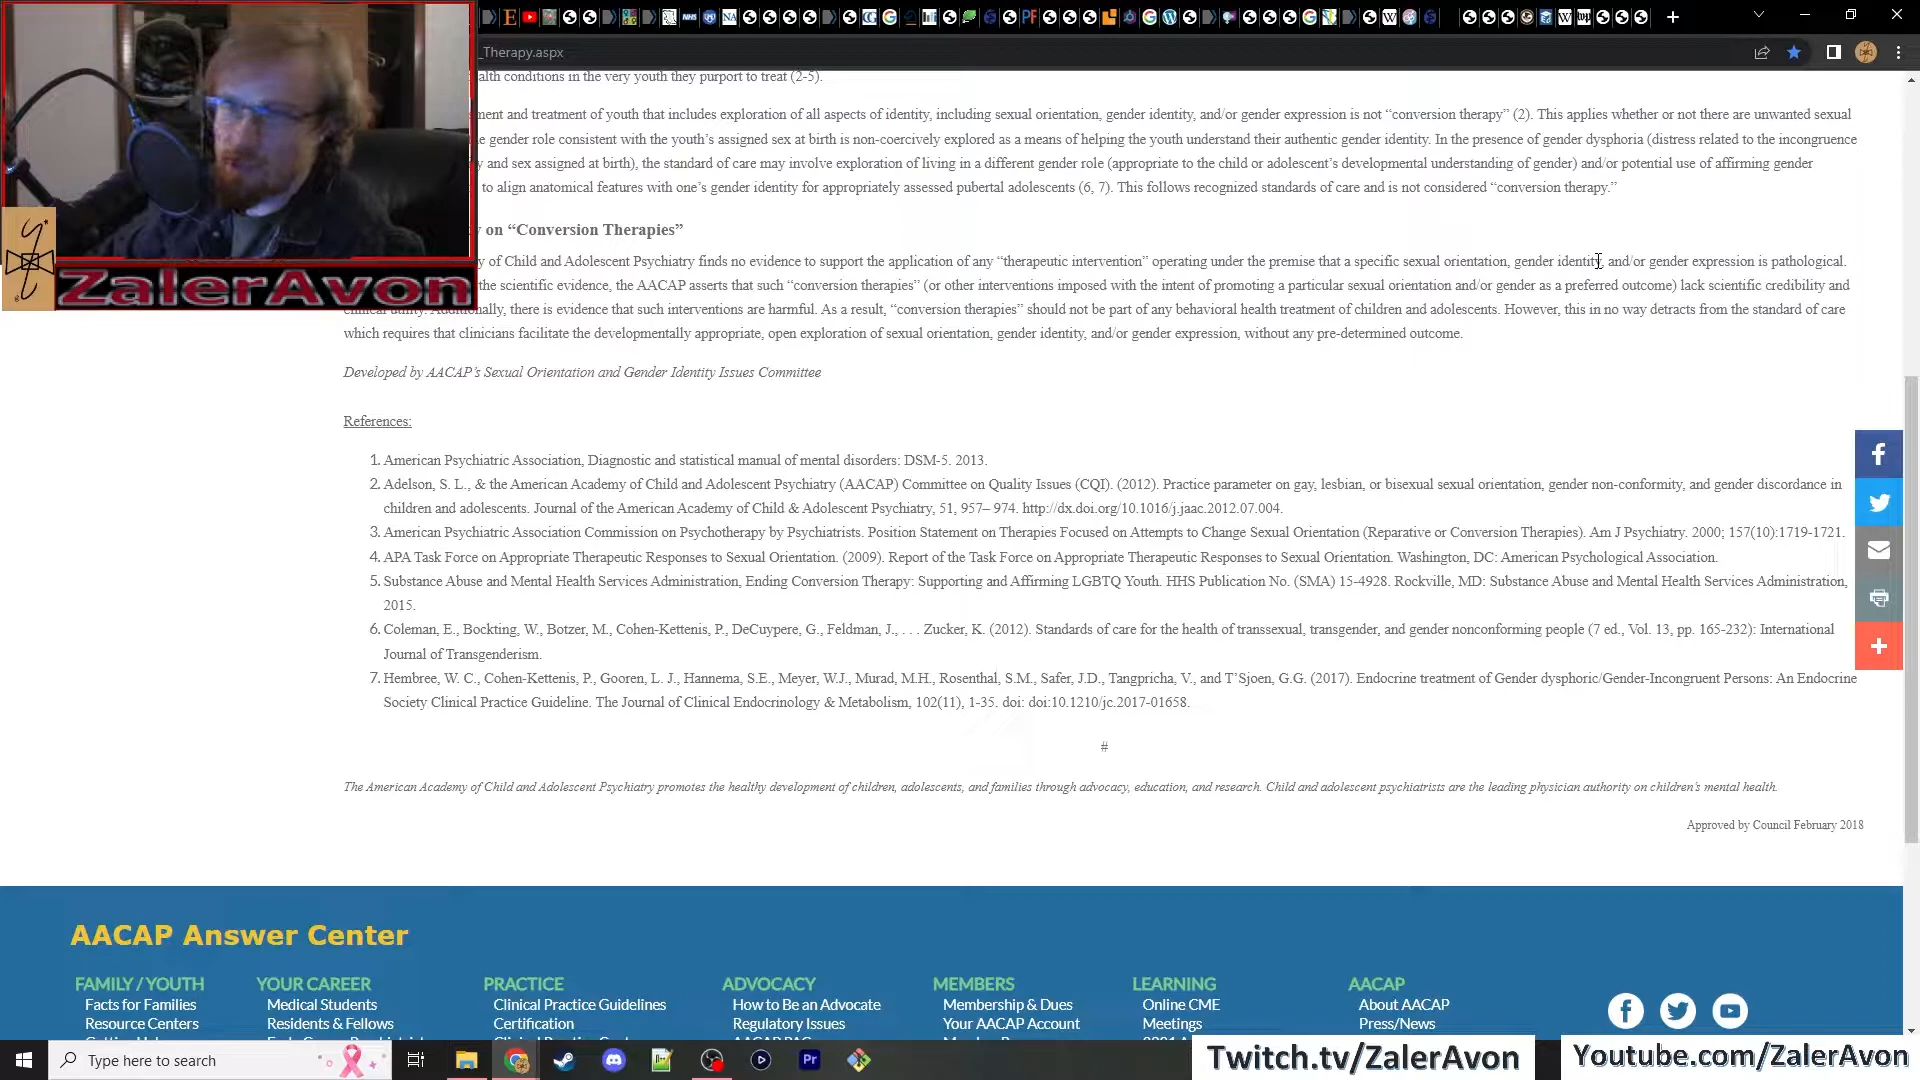 _Therapy.aspx
alth conditions in the very youth they purport to treat (2-5).
ment and treatment of youth that includes exploration of all aspects of identity, including sexual orientation, gender identity, and/or gender expression is not “conversion therapy” (2). This applies whether or not there are unwanted sexual
e gender role consistent with the youth’s assigned sex at birth is non-coercively explored as a means of helping the youth understand their authentic gender identity. In the presence of gender dysphoria (distress related to the incongruence
y and sex assigned at birth), the standard of care may involve exploration of living in a different gender role (appropriate to the child or adolescent’s developmental understanding of gender) and/or potential use of affirming gender
to align anatomical features with one’s gender identity for appropriately assessed pubertal adolescents (6, 7). This follows recognized standards of care and is not considered “conversion therapy.”
y on “Conversion Therapies”
y of Child and Adolescent Psychiatry finds no evidence to support the application of any “therapeutic intervention” operating under the premise that a specific sexual orientation, gender identity, and/or gender expression is pathological.
the scientific evidence, the AACAP asserts that such “conversion therapies” (or other interventions imposed with the intent of promoting a particular sexual orientation and/or gender as a preferred outcome) lack scientific credibility and
clinical utility. Additionally, there is evidence that such interventions are harmful. As a result, “conversion therapies” should not be part of any behavioral health treatment of children and adolescents. However, this in no way detracts from the standard of care
which requires that clinicians facilitate the developmentally appropriate, open exploration of sexual orientation, gender identity, and/or gender expression, without any pre-determined outcome.
ZalerAvon
Developed by AACAP’s Sexual Orientation and Gender Identity Issues Committee
References:
1. American Psychiatric Association, Diagnostic and statistical manual of mental disorders: DSM-5. 2013.
2. Adelson, S. L., & the American Academy of Child and Adolescent Psychiatry (AACAP) Committee on Quality Issues (CQI). (2012). Practice parameter on gay, lesbian, or bisexual sexual orientation, gender non-conformity, and gender discordance in
children and adolescents. Journal of the American Academy of Child & Adolescent Psychiatry, 51, 957– 974. http://dx.doi.org/10.1016/j.jaac.2012.07.004.
3. American Psychiatric Association Commission on Psychotherapy by Psychiatrists. Position Statement on Therapies Focused on Attempts to Change Sexual Orientation (Reparative or Conversion Therapies). Am J Psychiatry. 2000; 157(10):1719-1721.
4. APA Task Force on Appropriate Therapeutic Responses to Sexual Orientation. (2009). Report of the Task Force on Appropriate Therapeutic Responses to Sexual Orientation. Washington, DC: American Psychological Association.
5. Substance Abuse and Mental Health Services Administration, Ending Conversion Therapy: Supporting and Affirming LGBTQ Youth. HHS Publication No. (SMA) 15-4928. Rockville, MD: Substance Abuse and Mental Health Services Administration,
2015.
6. Coleman, E., Bockting, W., Botzer, M., Cohen-Kettenis, P., DeCuypere, G., Feldman, J., . . . Zucker, K. (2012). Standards of care for the health of transsexual, transgender, and gender nonconforming people (7 ed., Vol. 13, pp. 165-232): International
Journal of Transgenderism.
7. Hembree, W. C., Cohen-Kettenis, P., Gooren, L. J., Hannema, S.E., Meyer, W.J., Murad, M.H., Rosenthal, S.M., Safer, J.D., Tangpricha, V., and T’Sjoen, G.G. (2017). Endocrine treatment of Gender dysphoric/Gender-Incongruent Persons: An Endocrine
Society Clinical Practice Guideline. The Journal of Clinical Endocrinology & Metabolism, 102(11), 1-35. doi: doi:10.1210/jc.2017-01658.
#
The American Academy of Child and Adolescent Psychiatry promotes the healthy development of children, adolescents, and families through advocacy, education, and research. Child and adolescent psychiatrists are the leading physician authority on children’s mental health.
Approved by Council February 2018
AACAP Answer Center
FAMILY / YOUTH YOUR CAREER PRACTICE ADVOCACY MEMBERS LEARNING AACAP
Facts for Families Medical Students Clinical Practice Guidelines How to Be an Advocate Membership & Dues Online CME About AACAP
Resource Centers Residents & Fellows Certification Regulatory Issues Your AACAP Account Meetings Press/News
Type here to search
Twitch.tv/ZalerAvon
Youtube.com/ZalerAvon